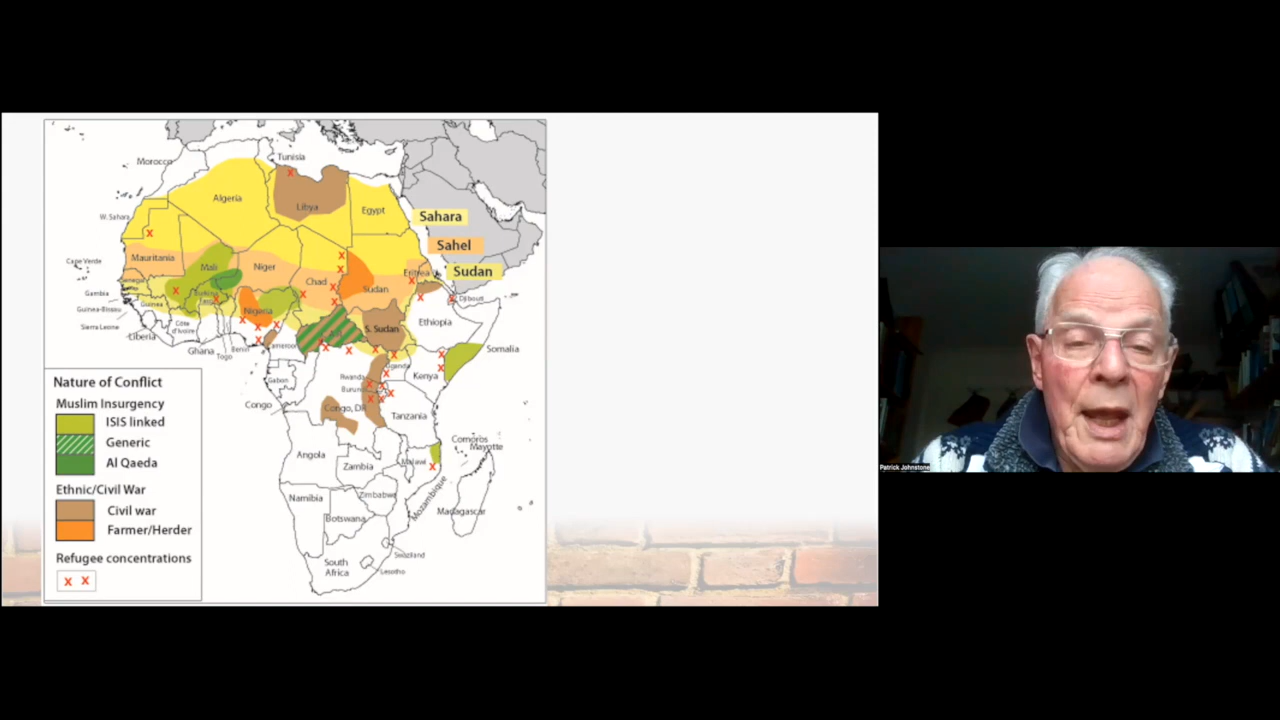 Tunisia
Morocco
Algeria
Libya
Egypt
W. Sahara
Sahara
Sahel
Sudan
Cape Verde
Mauritania
Mali
Niger
Chad
Sudan
Eritrea
Senegal
Gambia
Guinea
Guinea-Bissau
Burkina
Nigeria
Djibouti
Sierra Leone
Côte
d'Ivoire
Liberia
Ghana
Togo
Benin
Cameroon
S. Sudan
Ethiopia
Somalia
Gabon
Congo
Uganda
Kenya
Rwanda
Burundi
Congo, DR
Tanzania
Comoros
Mayotte
Angola
Zambia
Malawi
Namibia
Zimbabwe
Mozambique
Madagascar
Botswana
South
Africa
Swaziland
Lesotho
Nature of Conflict
Muslim Insurgency
ISIS linked
Generic
Al Qaeda
Ethnic/Civil War
Civil war
Farmer/Herder
Refugee concentrations
x x
Patrick Johnstone